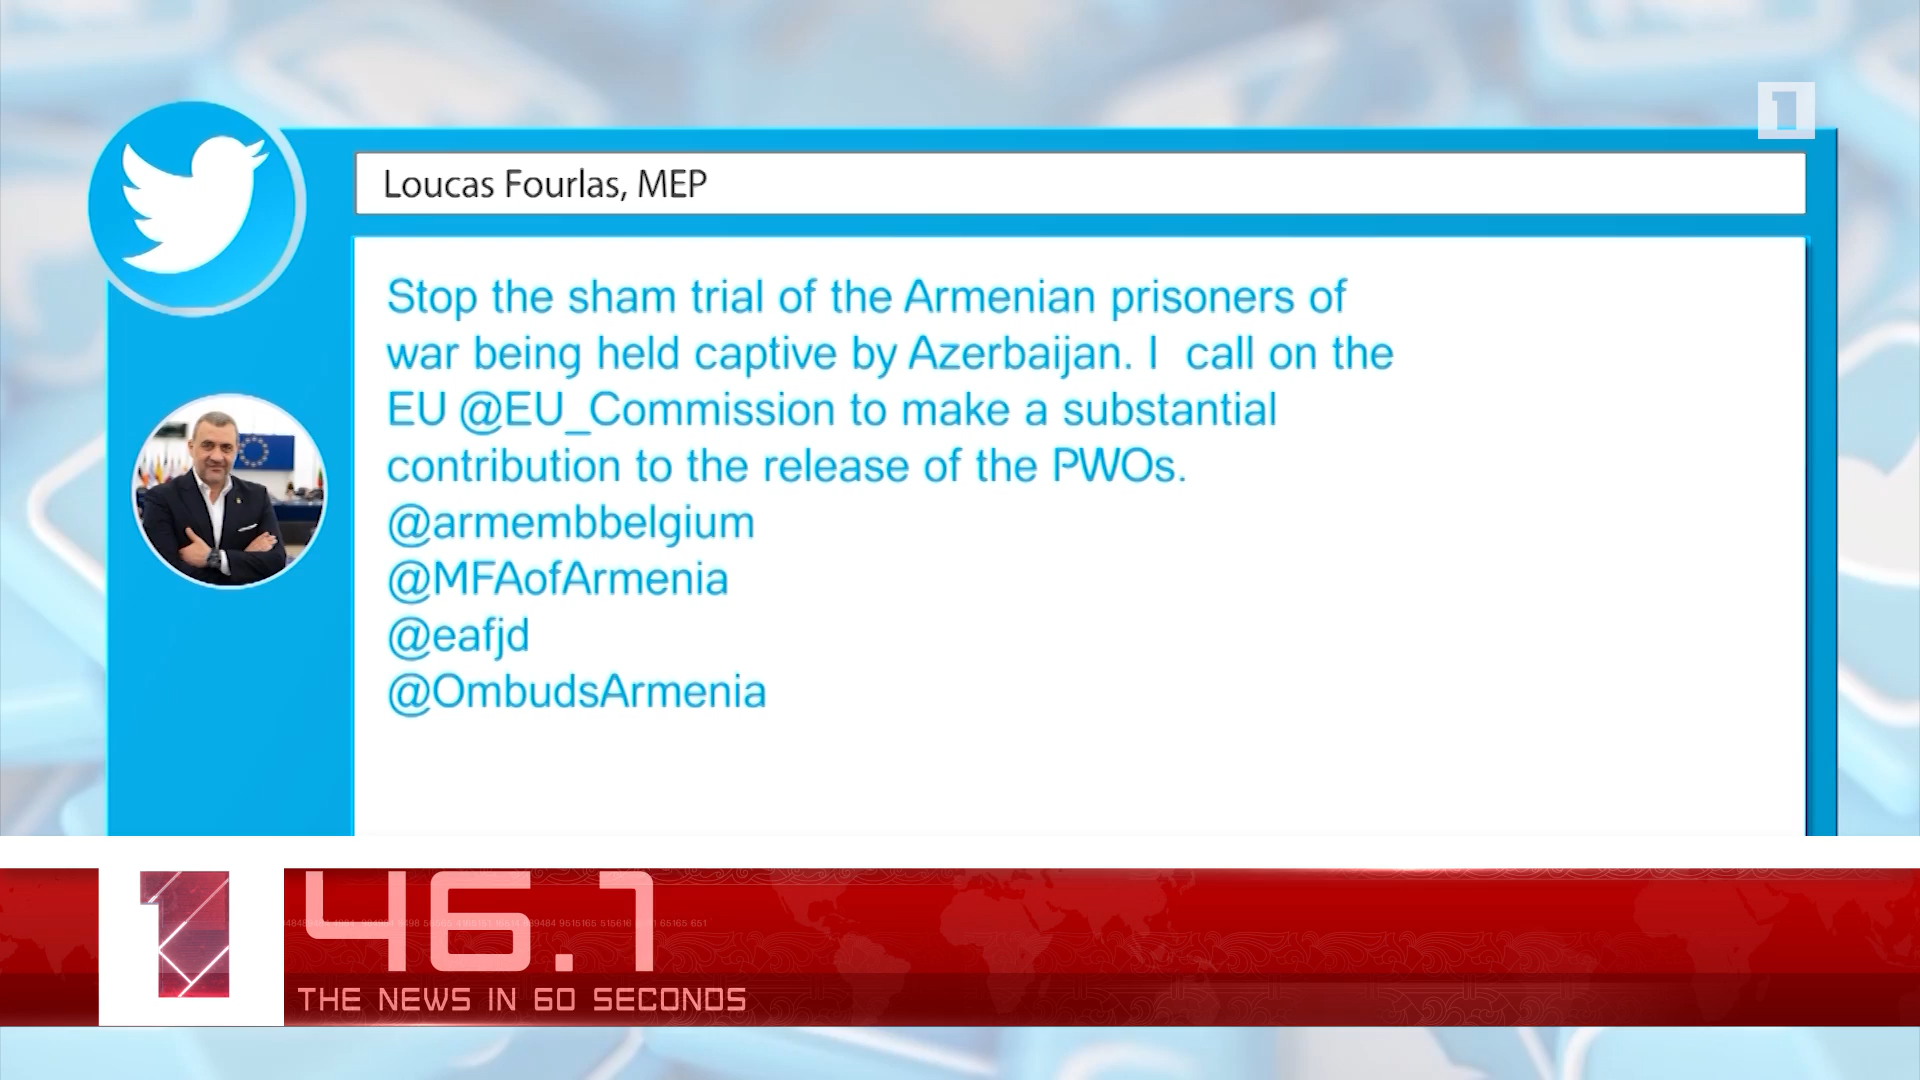 1
Loucas Fourlas, MEP
Stop the sham trial of the Armenian prisoners of
war being held captive by Azerbaijan. I  call on the
EU @EU_Commission to make a substantial
contribution to the release of the PWOs.
@armembbelgium
@MFAofArmenia
@eafjd
@OmbudsArmenia
1
46.1
THE NEWS IN 60 SECONDS